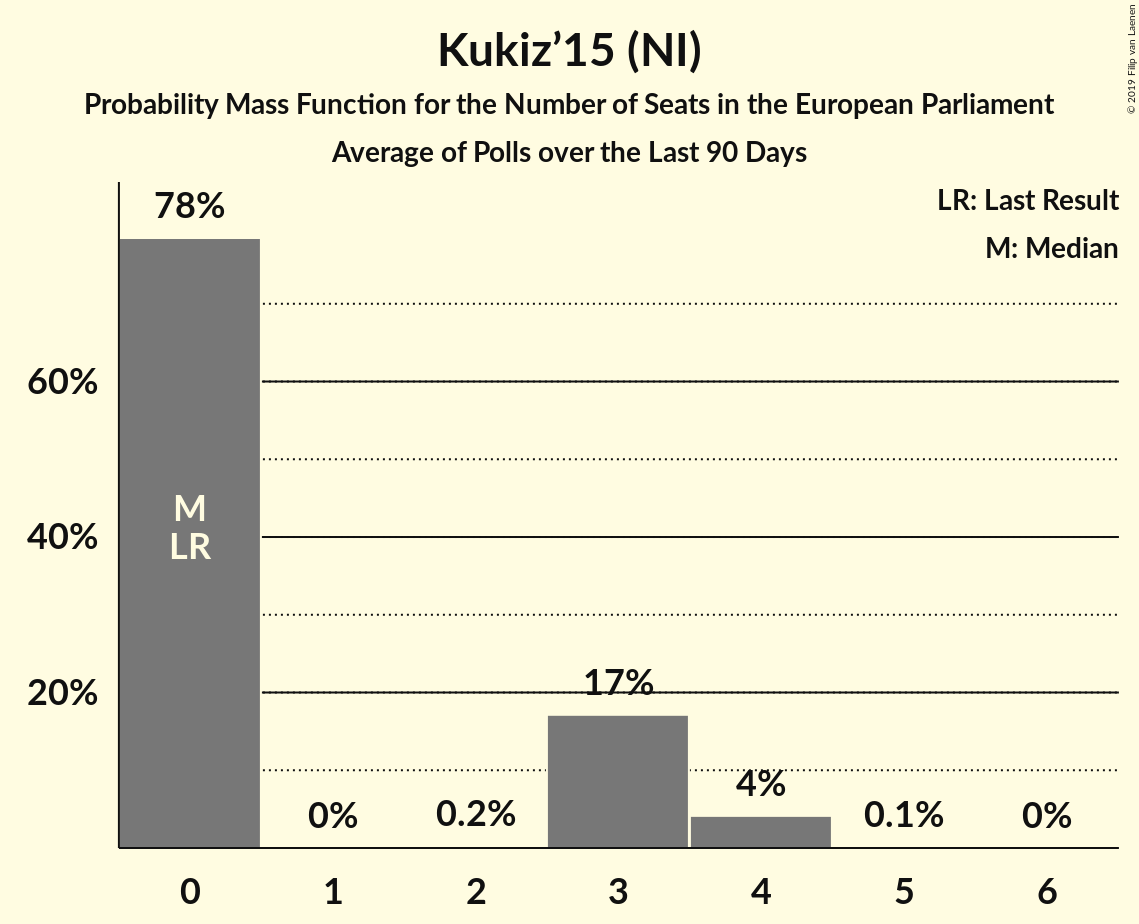 Kukiz’15 (NI)
Probability Mass Function for the Number of Seats in the European Parliament
Average of Polls over the Last 90 Days
© 2019 Filip van Laenen
LR: Last Result
M: Median
78%
60%
M
40%
LR
17%
20%
4%
0%
0.2%
0.1%
0%
0 1 2 3 4 5 6